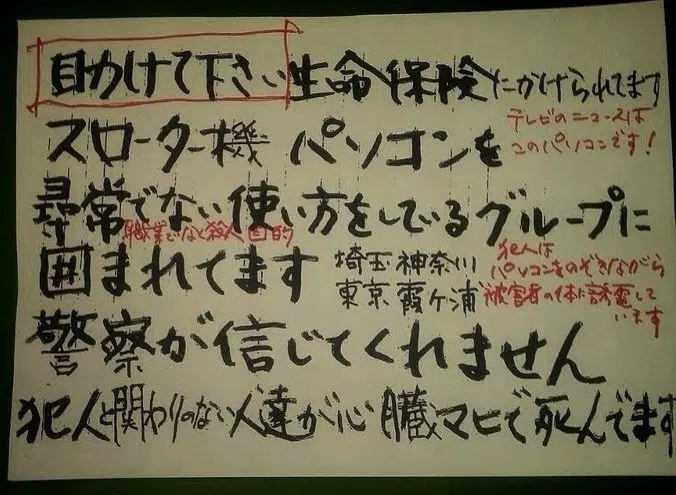 目かけて下さい生命保険にかけられてます
テレビのニュースは
このパソコンです！
スローター機 パソコンを
尋常でない使い方をしているグループに
職業でなく殺人目的
囲まれてます 埼玉 神奈川
東京 霞ヶ浦
犯人は
パソコンをのぞきながら
被害者の体に誘電して
います
警察が信じてくれません
犯人と関わりのない人達が心臓マヒで死んでます